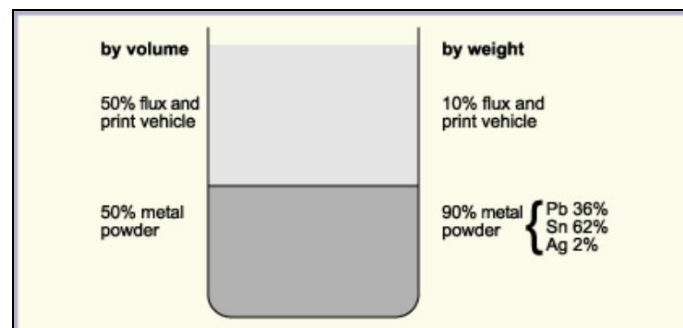 by volume
by weight
50% flux and
print vehicle
10% flux and
print vehicle
50% metal
powder
90% metal
powder
{
Pb 36%
Sn 62%
Ag 2%